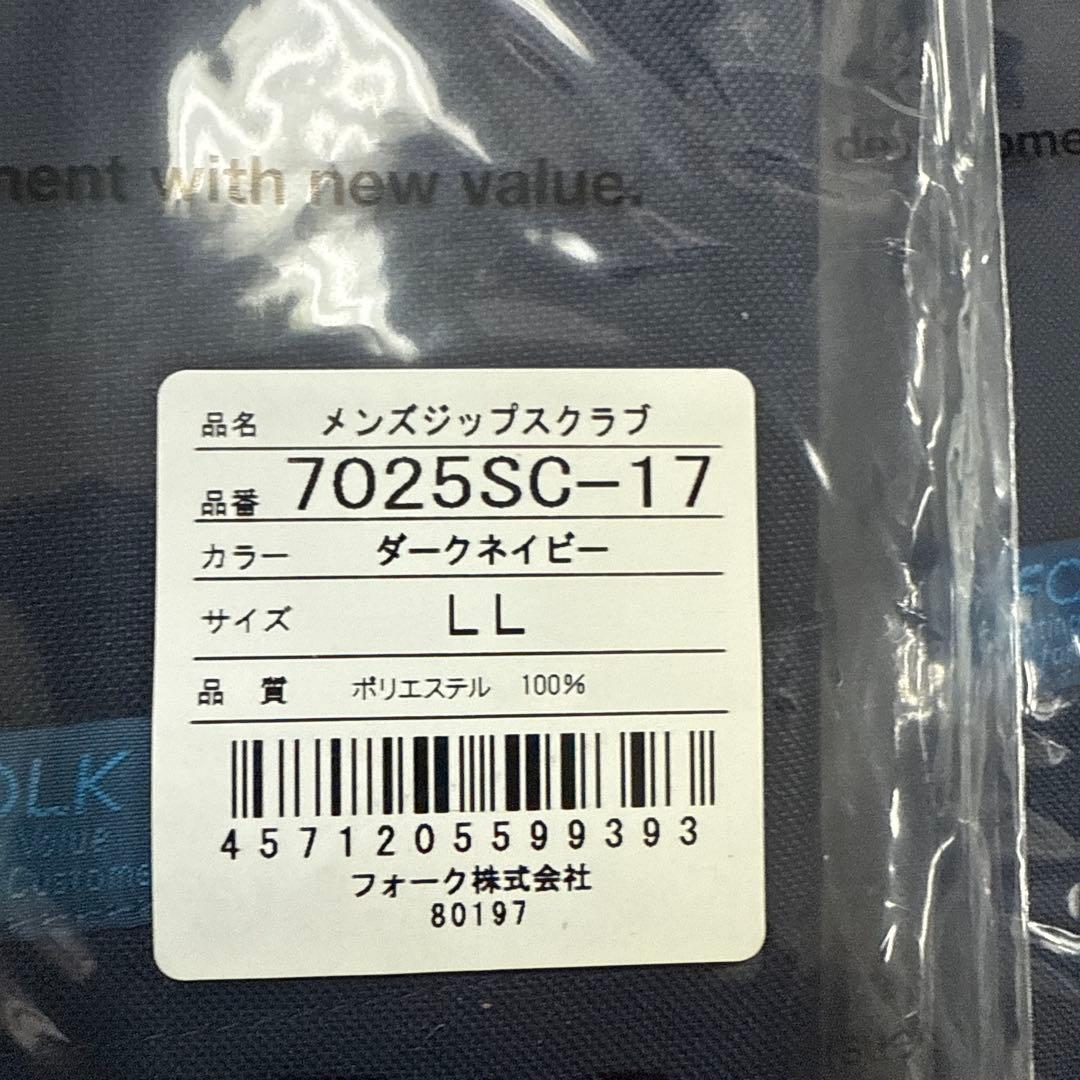 with new value.
品名 メンズジップスクラブ
品番 7025SC-17
カラー ダークネイビー
サイズ LL
品質 ポリエステル 100%
4571205599393
フォーク株式会社
80197